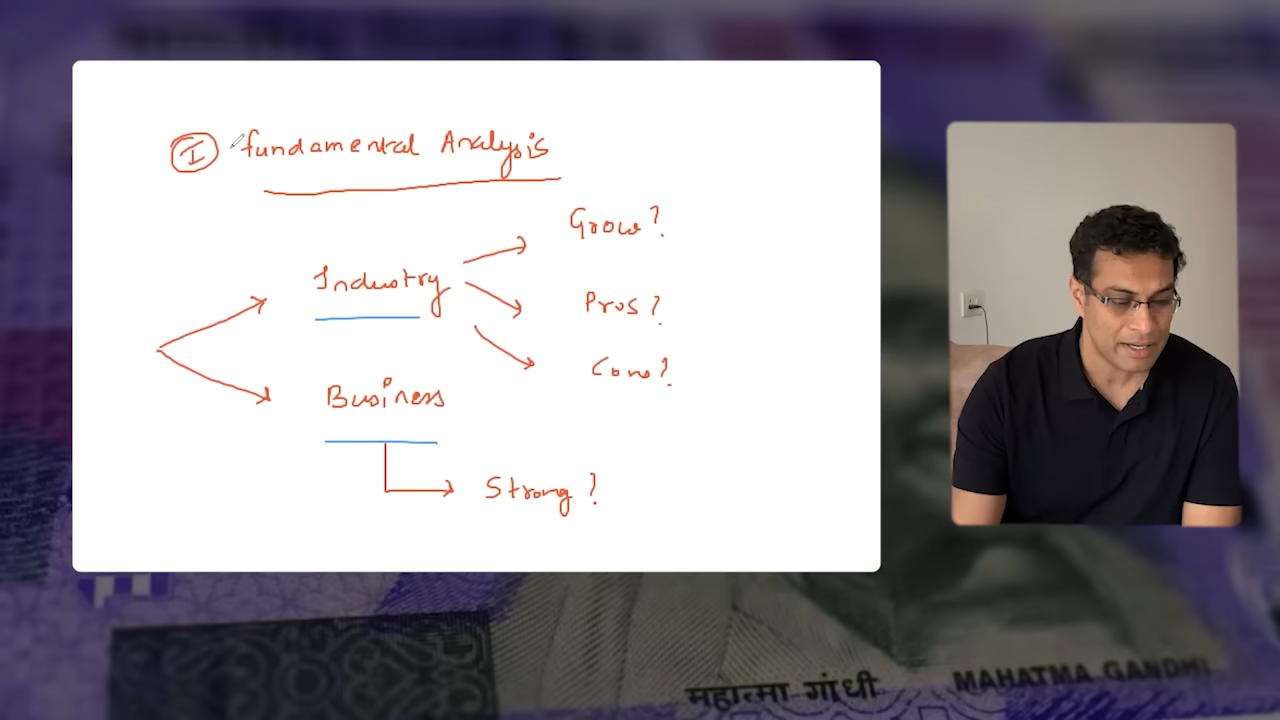 I fundamental Analysis
Industry
Grow?
Pros?
Cons?
Business
Strong?
महात्मा गांधी MAHATMA GANDHI